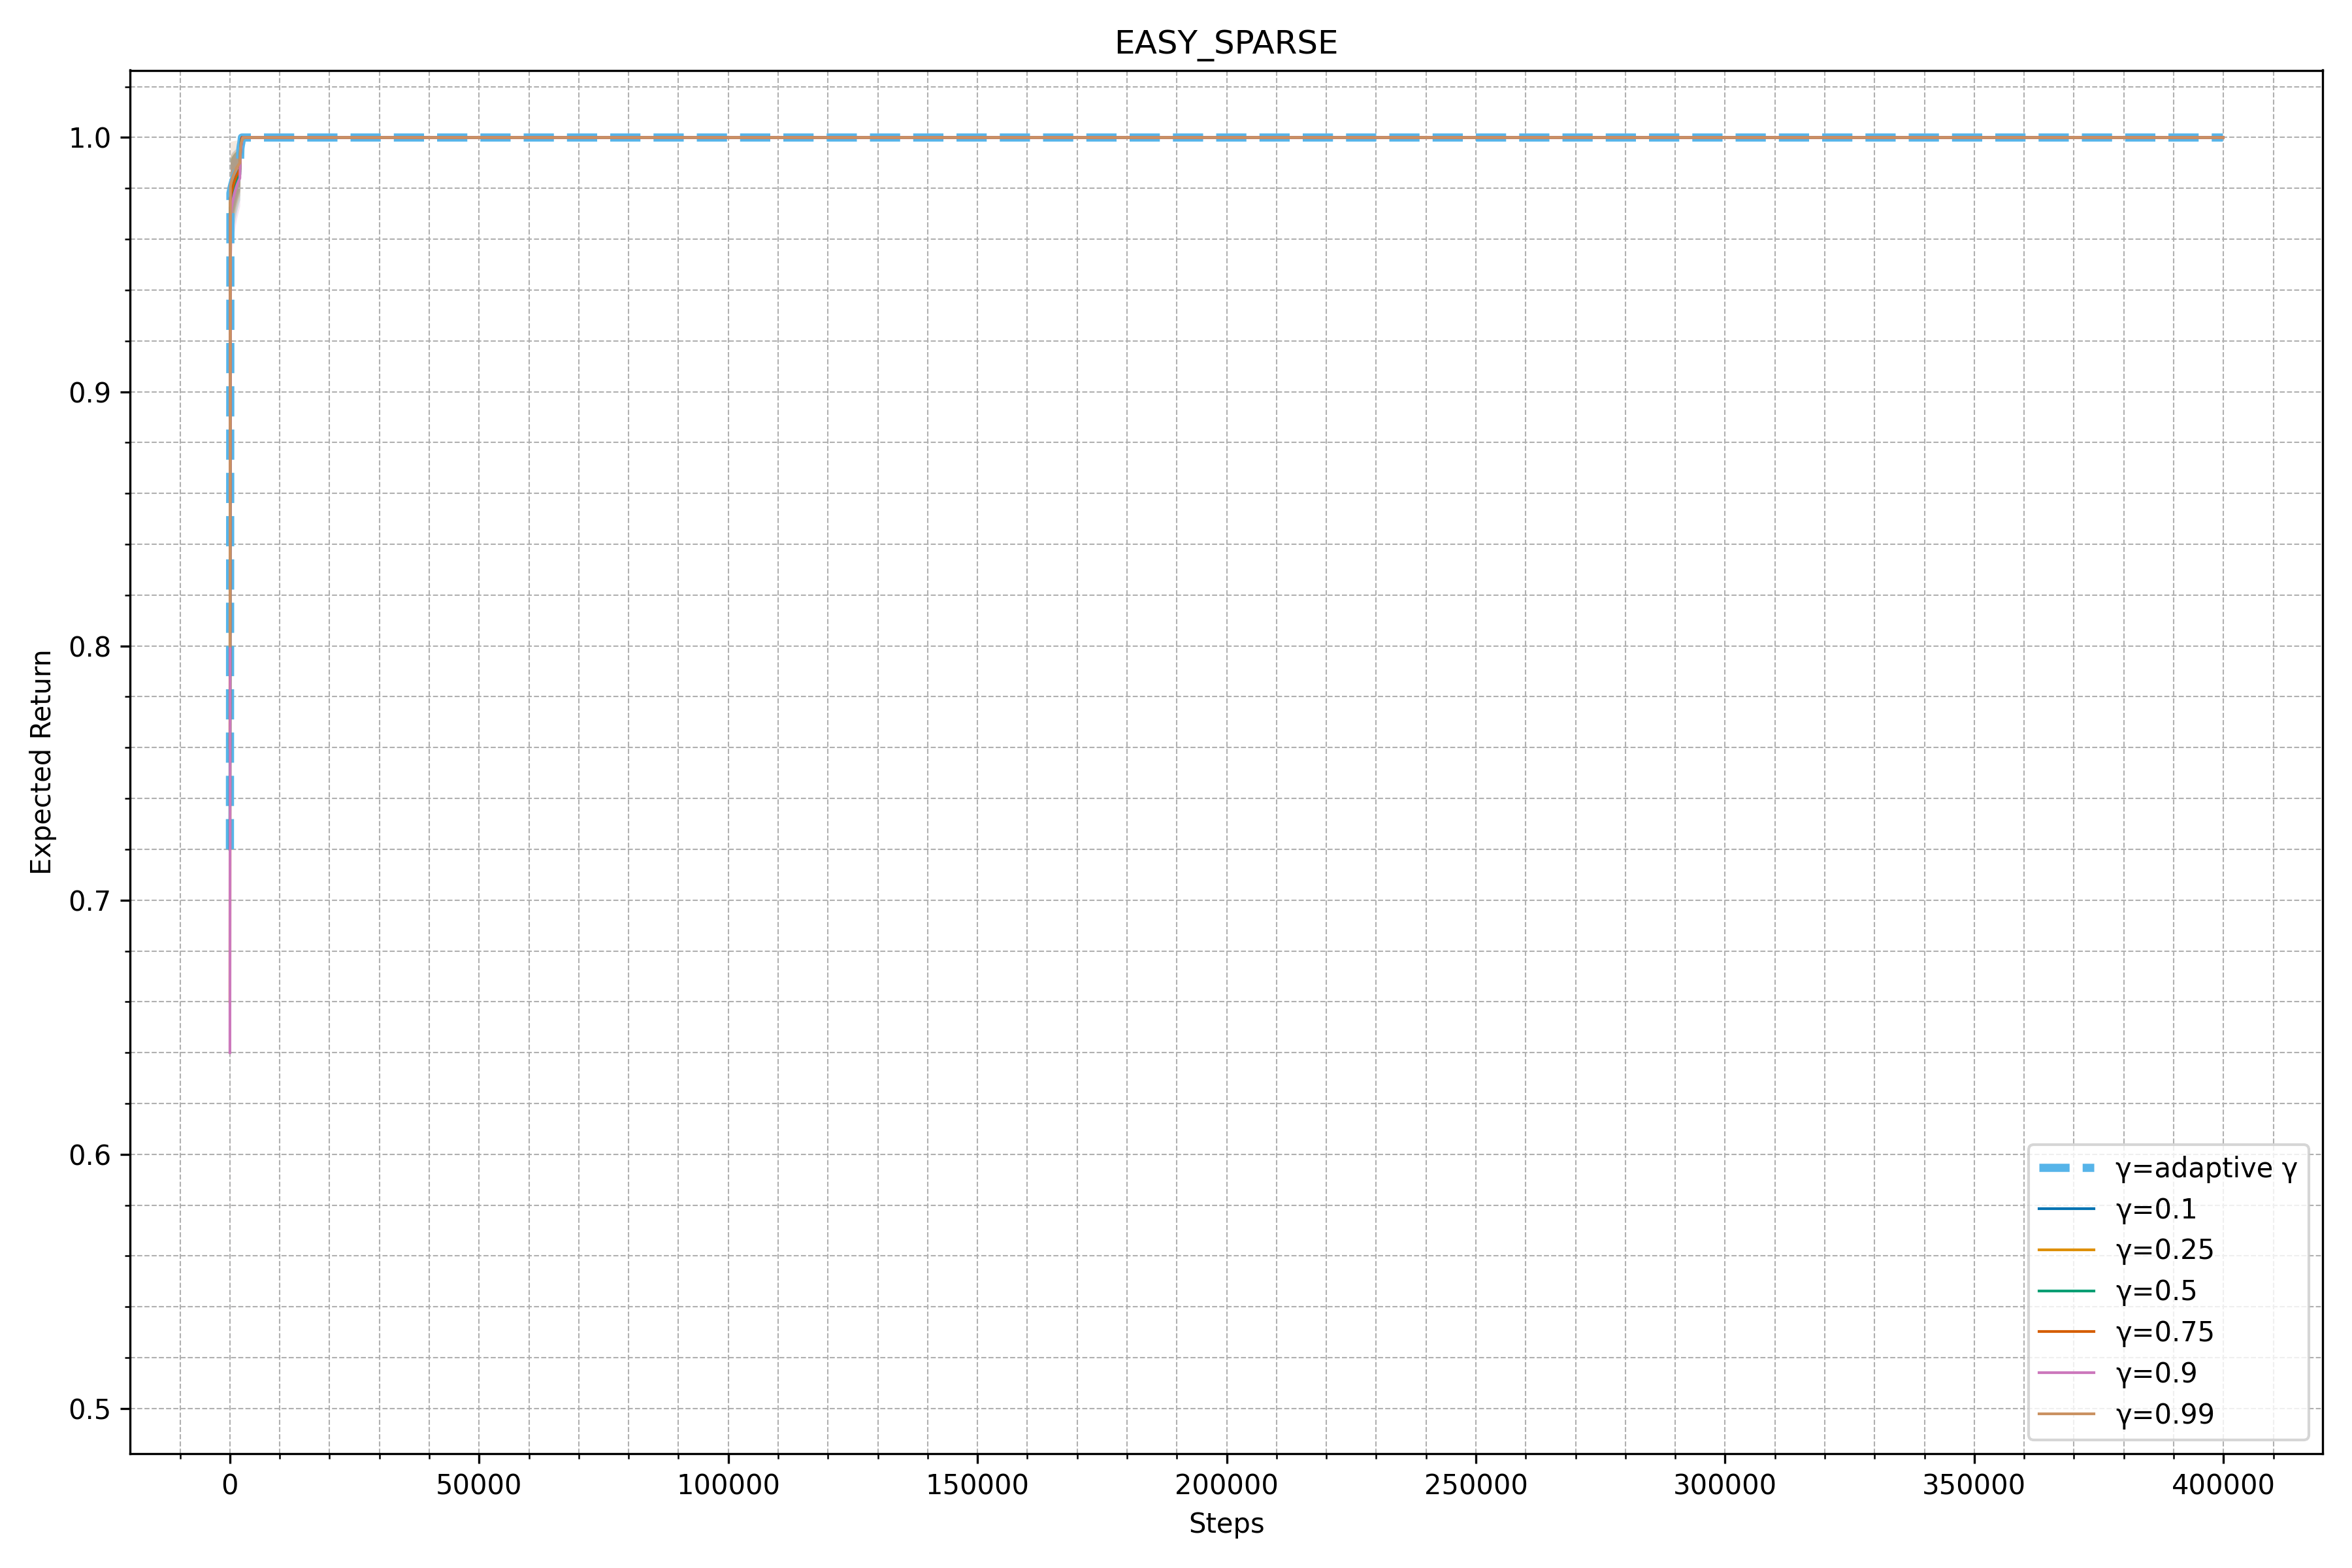 EASY_SPARSE
1.0
0.9
0.8
0.7
0.6
0.5
Expected Return
0
50000
100000
150000
200000
250000
300000
350000
400000
Steps
γ=adaptive γ
γ=0.1
γ=0.25
γ=0.5
γ=0.75
γ=0.9
γ=0.99